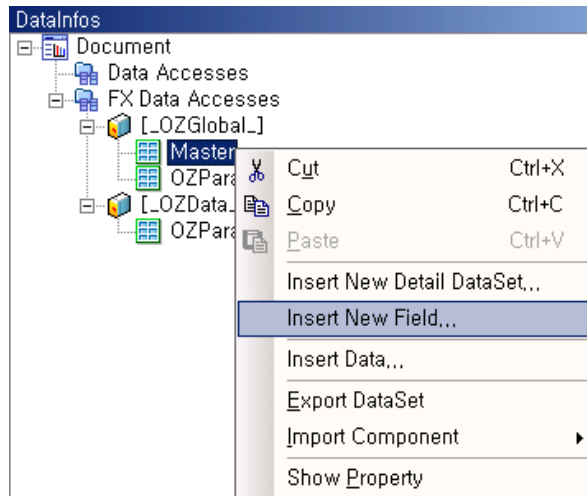 DataInfos
Document
Data Accesses
FX Data Accesses
[_OZGlobal_]
Master
OZPara
[_OZData_
OZPara
Cut Ctrl+X
Copy Ctrl+C
Paste Ctrl+V
Insert New Detail DataSet...
Insert New Field...
Insert Data...
Export DataSet
Import Component
Show Property